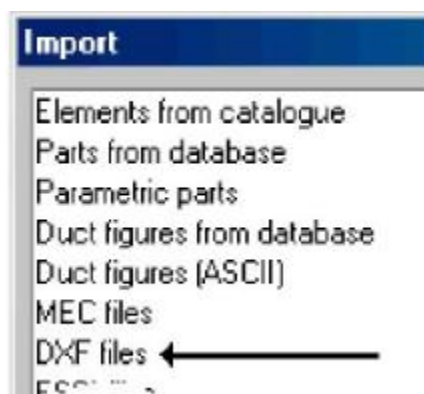 Import
Elements from catalogue
Parts from database
Parametric parts
Duct figures from database
Duct figures (ASCII)
MEC files
DXF files